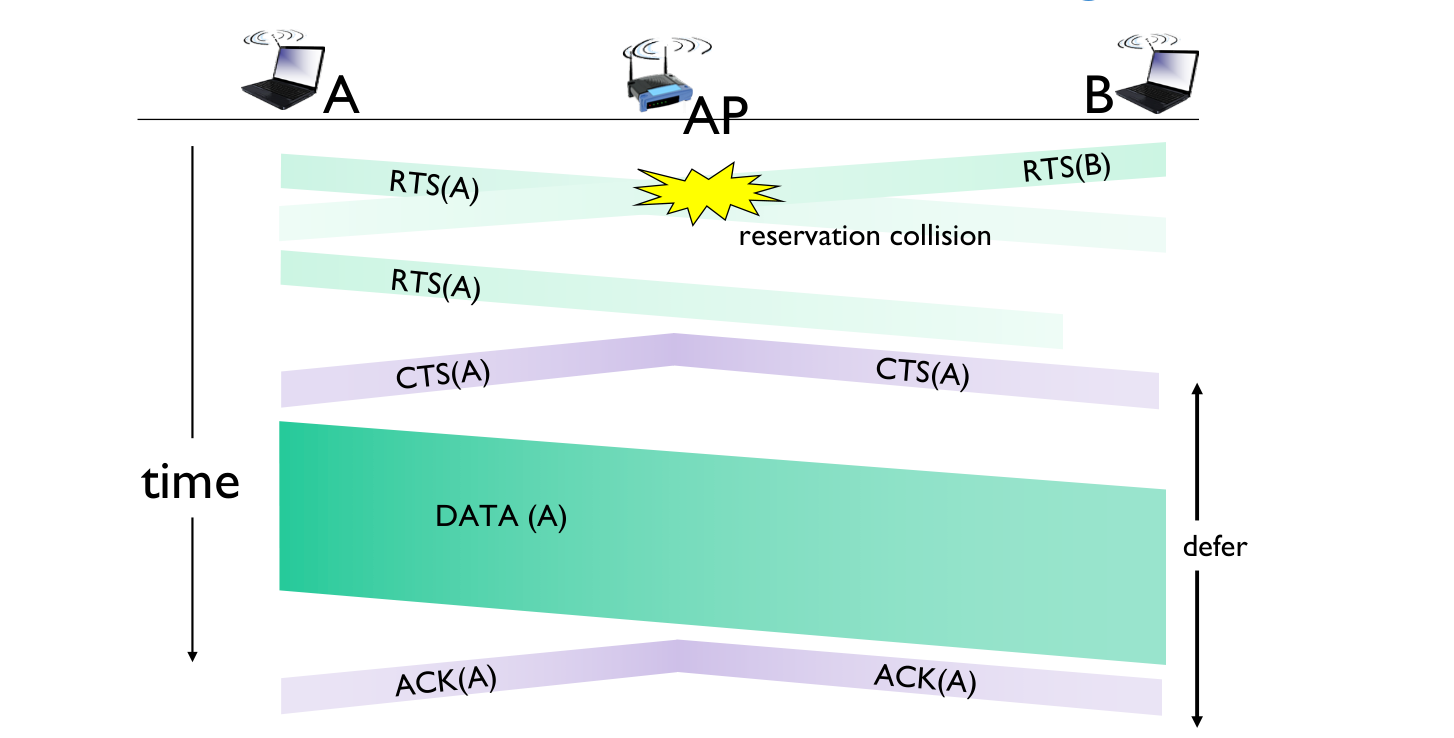 A
AP
B
RTS(A)
RTS(B)
reservation collision
RTS(A)
CTS(A)
CTS(A)
time
DATA (A)
defer
ACK(A)
ACK(A)